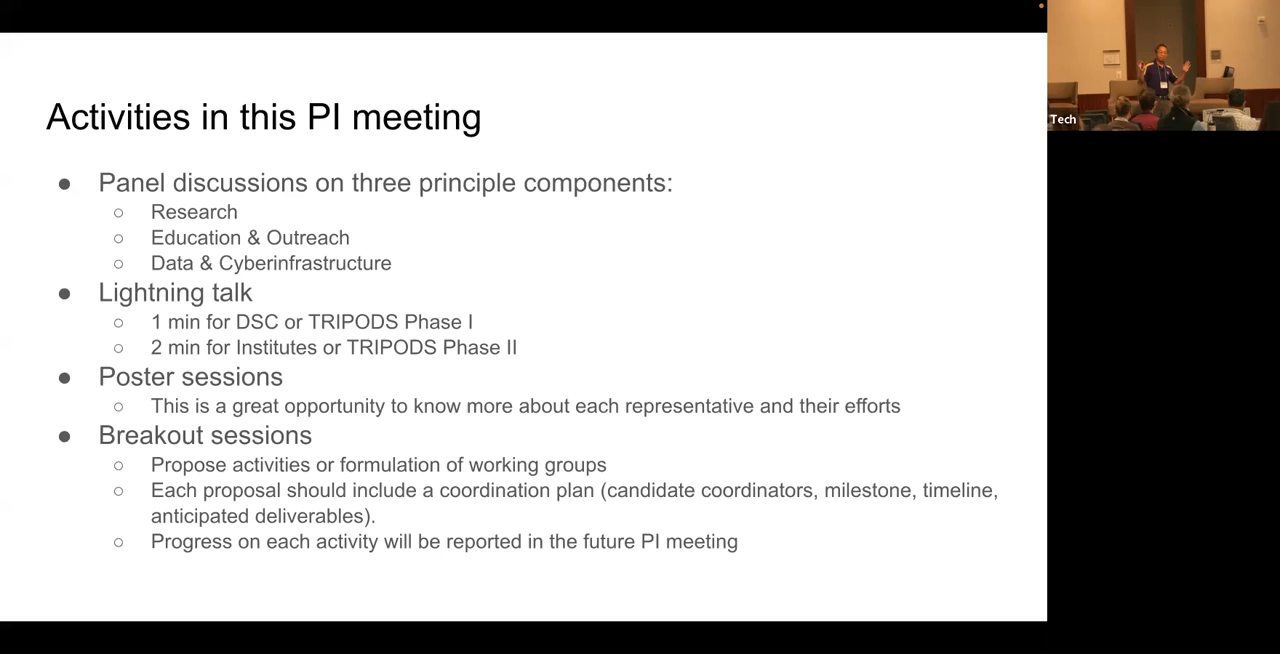 Activities in this PI meeting
● Panel discussions on three principle components:
○ Research
○ Education & Outreach
○ Data & Cyberinfrastructure
● Lightning talk
○ 1 min for DSC or TRIPODS Phase I
○ 2 min for Institutes or TRIPODS Phase II
● Poster sessions
○ This is a great opportunity to know more about each representative and their efforts
● Breakout sessions
○ Propose activities or formulation of working groups
○ Each proposal should include a coordination plan (candidate coordinators, milestone, timeline,
anticipated deliverables).
○ Progress on each activity will be reported in the future PI meeting
Tech